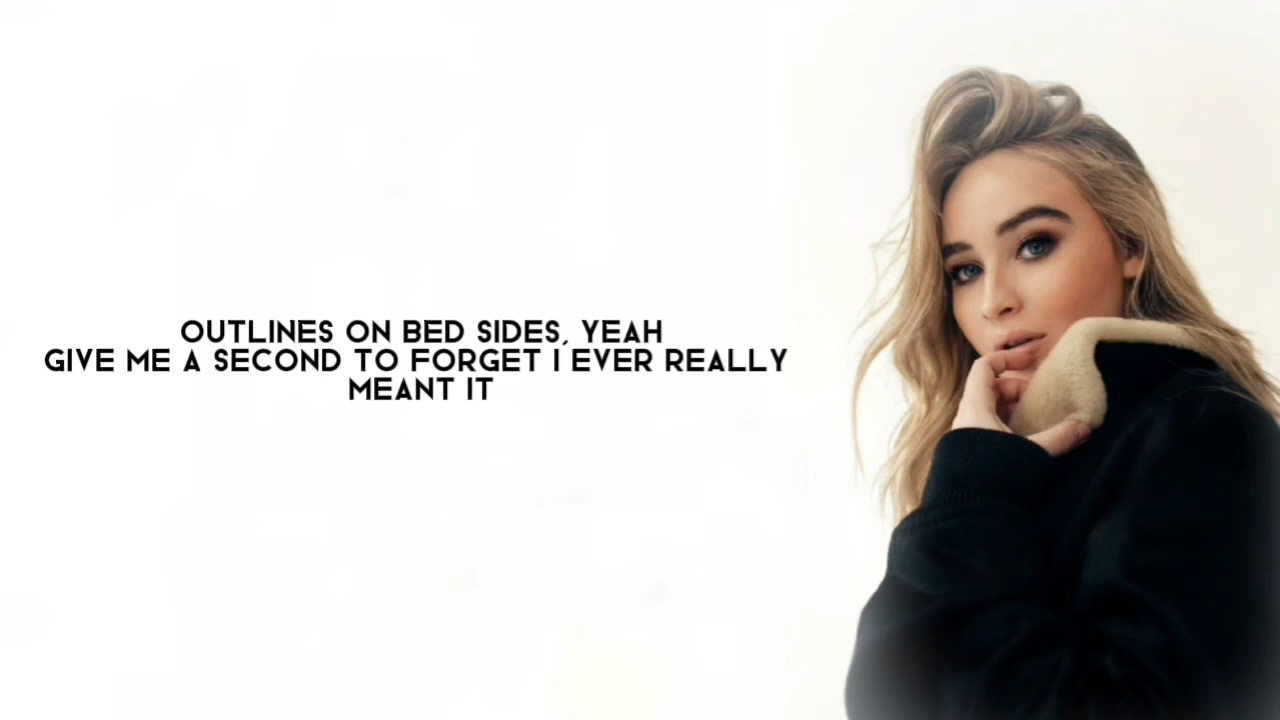 OUTLINES ON BED SIDES, YEAH
GIVE ME A SECOND TO FORGET I EVER REALLY
MEANT IT